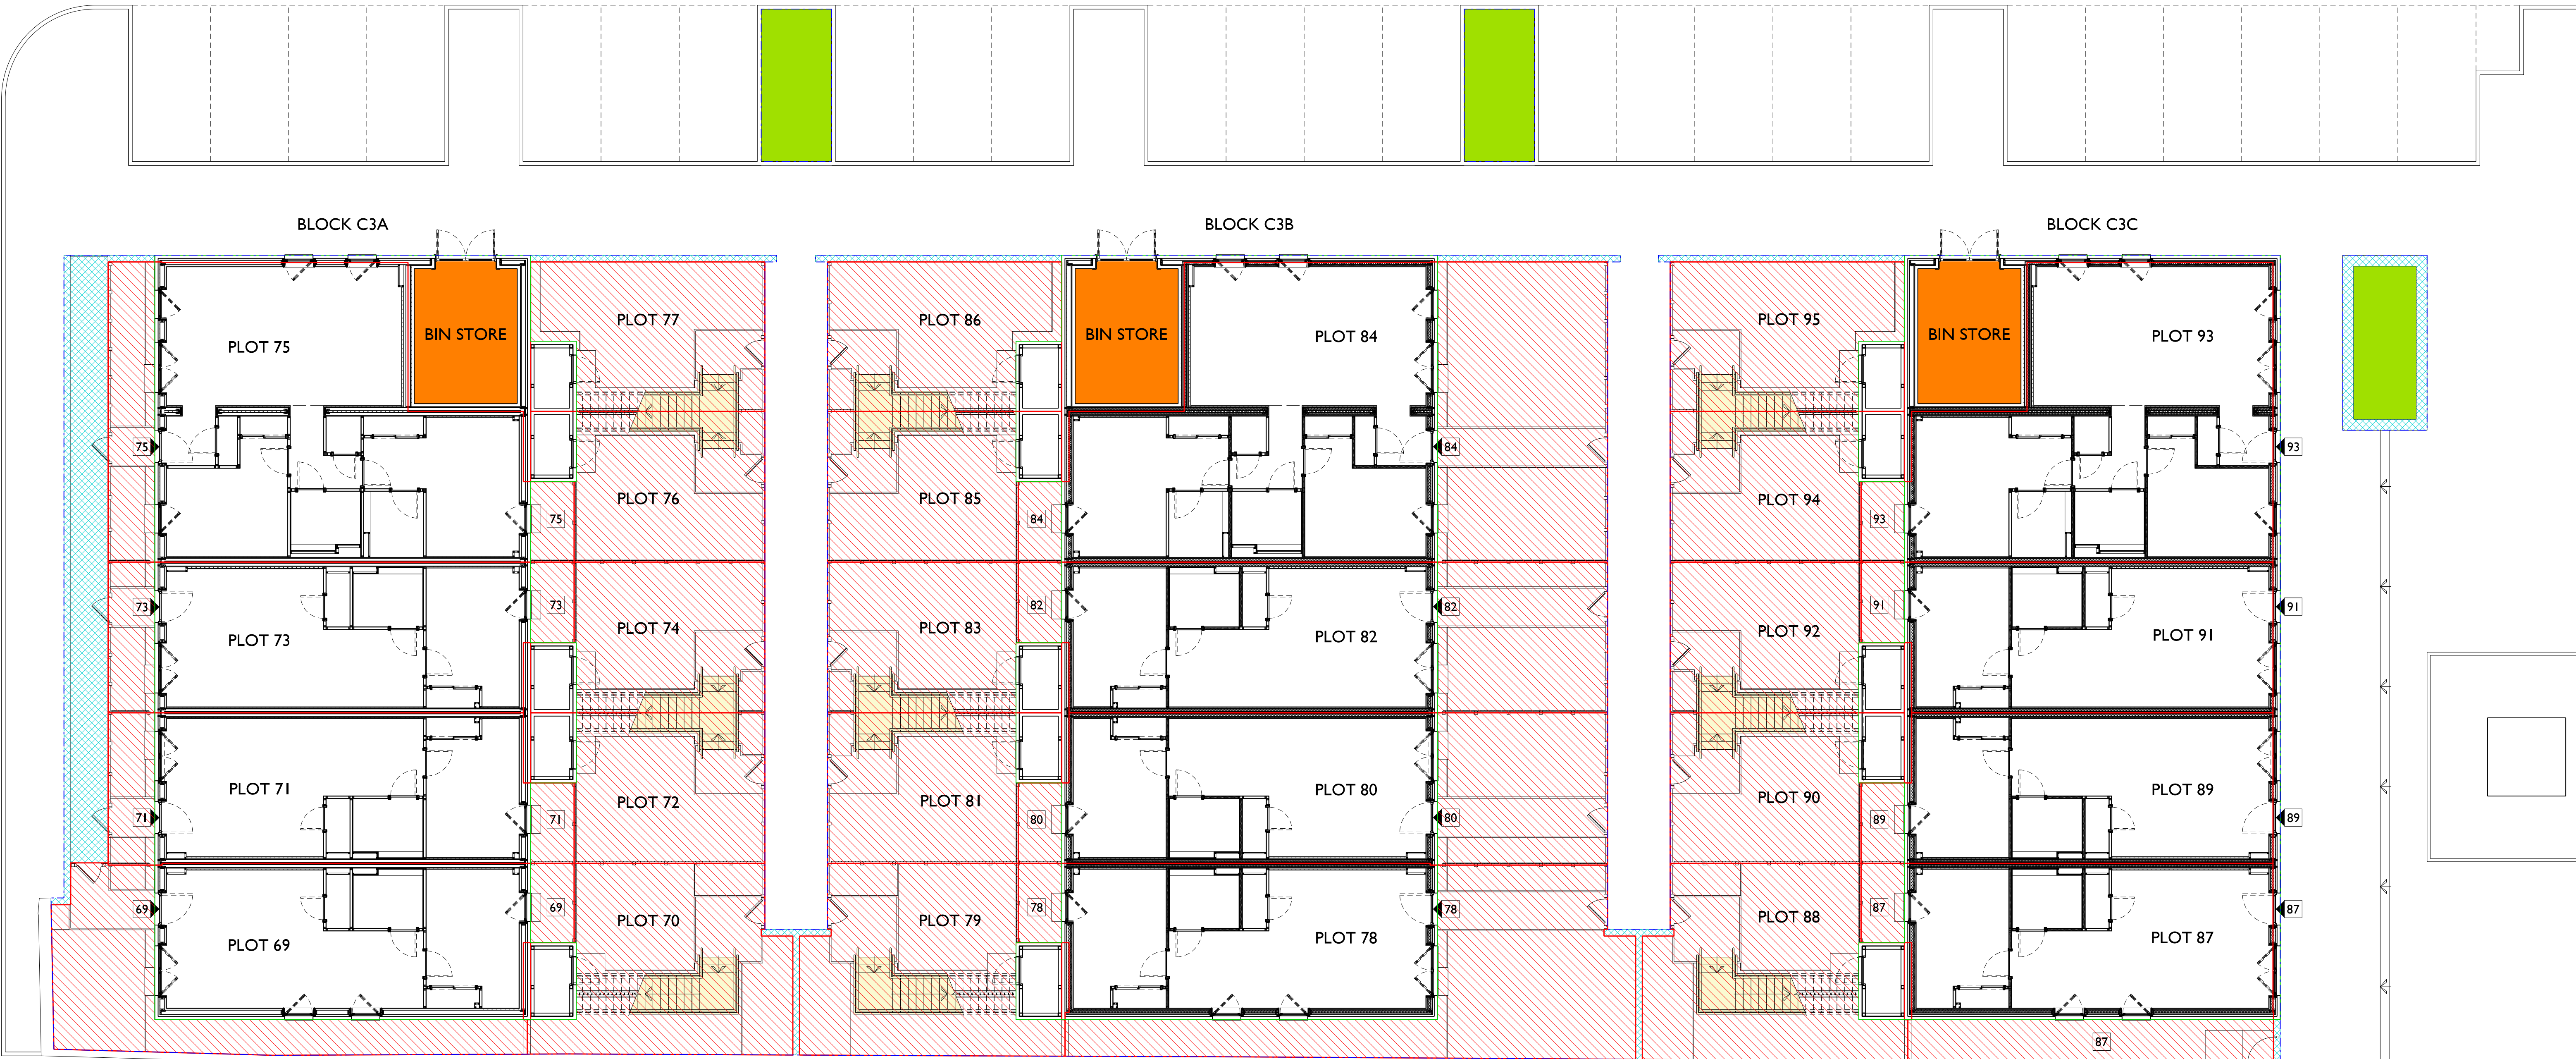 BLOCK C3A
BLOCK C3B
BLOCK C3C
PLOT 77
PLOT 86
PLOT 95
BIN STORE
BIN STORE
BIN STORE
PLOT 75
PLOT 84
PLOT 93
75
84
93
PLOT 76
PLOT 85
PLOT 94
75
84
93
73
73
82
82
91
91
PLOT 73
PLOT 74
PLOT 83
PLOT 82
PLOT 92
PLOT 91
PLOT 71
PLOT 72
PLOT 81
PLOT 80
PLOT 90
PLOT 89
71
71
80
80
89
89
69
69
78
78
87
87
PLOT 69
PLOT 70
PLOT 79
PLOT 78
PLOT 88
PLOT 87
87